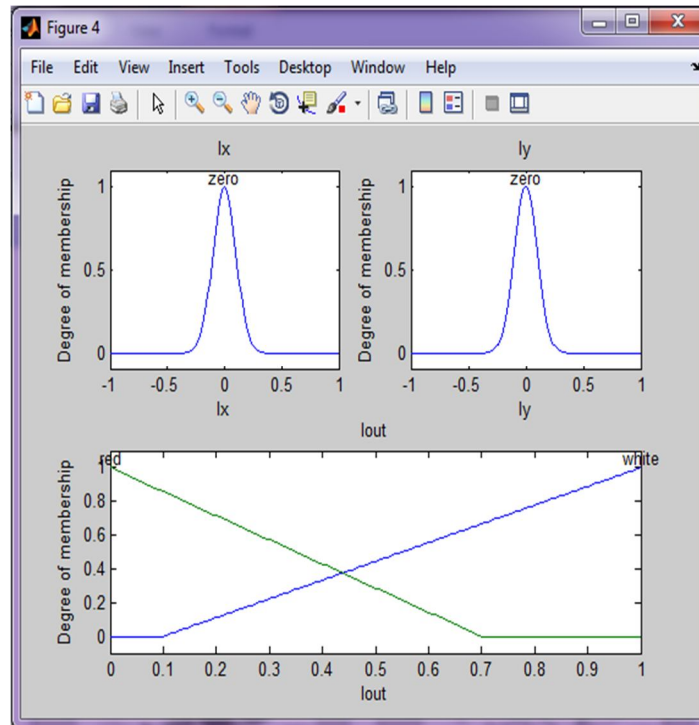 Figure 4
File Edit View Insert Tools Desktop Window Help
Ix
zero
Degree of membership
1
0.5
0
-1 -0.5 0 0.5 1
Ix
Iy
zero
Degree of membership
1
0.5
0
-1 -0.5 0 0.5 1
Iy
Iout
red
white
Degree of membership
1
0.8
0.6
0.4
0.2
0
0 0.1 0.2 0.3 0.4 0.5 0.6 0.7 0.8 0.9 1
Iout